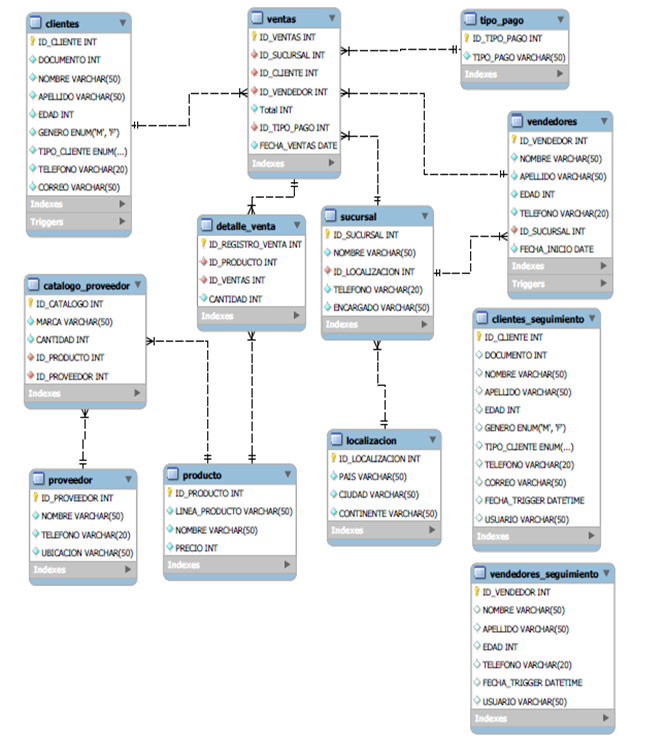 clientes
ID_CLIENTE INT
DOCUMENTO INT
NOMBRE VARCHAR(50)
APELLIDO VARCHAR(50)
EDAD INT
GENERO ENUM('M', 'F')
TIPO_CLIENTE ENUM(...)
TELEFONO VARCHAR(20)
CORREO VARCHAR(50)
Indexes
Triggers
ventas
ID_VENTAS INT
ID_SUCURSAL INT
ID_CLIENTE INT
ID_VENDEDOR INT
Total INT
ID_TIPO_PAGO INT
FECHA_VENTAS DATE
Indexes
tipo_pago
ID_TIPO_PAGO INT
TIPO_PAGO VARCHAR(50)
Indexes
vendedores
ID_VENDEDOR INT
NOMBRE VARCHAR(50)
APELLIDO VARCHAR(50)
EDAD INT
TELEFONO VARCHAR(20)
ID_SUCURSAL INT
FECHA_INICIO DATE
Indexes
Triggers
detalle_venta
ID_REGISTRO_VENTA INT
ID_PRODUCTO INT
ID_VENTAS INT
CANTIDAD INT
Indexes
sucursal
ID_SUCURSAL INT
NOMBRE VARCHAR(50)
ID_LOCALIZACION INT
TELEFONO VARCHAR(20)
ENCARGADO VARCHAR(50)
Indexes
catalogo_proveedor
ID_CATALOGO INT
MARCA VARCHAR(50)
CANTIDAD INT
ID_PRODUCTO INT
ID_PROVEEDOR INT
Indexes
clientes_seguimiento
ID_CLIENTE INT
DOCUMENTO INT
NOMBRE VARCHAR(50)
APELLIDO VARCHAR(50)
EDAD INT
GENERO ENUM('M', 'F')
TIPO_CLIENTE ENUM(...)
TELEFONO VARCHAR(20)
CORREO VARCHAR(50)
FECHA_TRIGGER DATETIME
USUARIO VARCHAR(50)
Indexes
proveedor
ID_PROVEEDOR INT
NOMBRE VARCHAR(50)
TELEFONO VARCHAR(20)
UBICACION VARCHAR(50)
Indexes
producto
ID_PRODUCTO INT
LINEA_PRODUCTO VARCHAR(50)
NOMBRE VARCHAR(50)
PRECIO INT
Indexes
localizacion
ID_LOCALIZACION INT
PAIS VARCHAR(50)
CIUDAD VARCHAR(50)
CONTINENTE VARCHAR(50)
Indexes
vendedores_seguimiento
ID_VENDEDOR INT
NOMBRE VARCHAR(50)
APELLIDO VARCHAR(50)
EDAD INT
TELEFONO VARCHAR(20)
FECHA_TRIGGER DATETIME
USUARIO VARCHAR(50)
Indexes